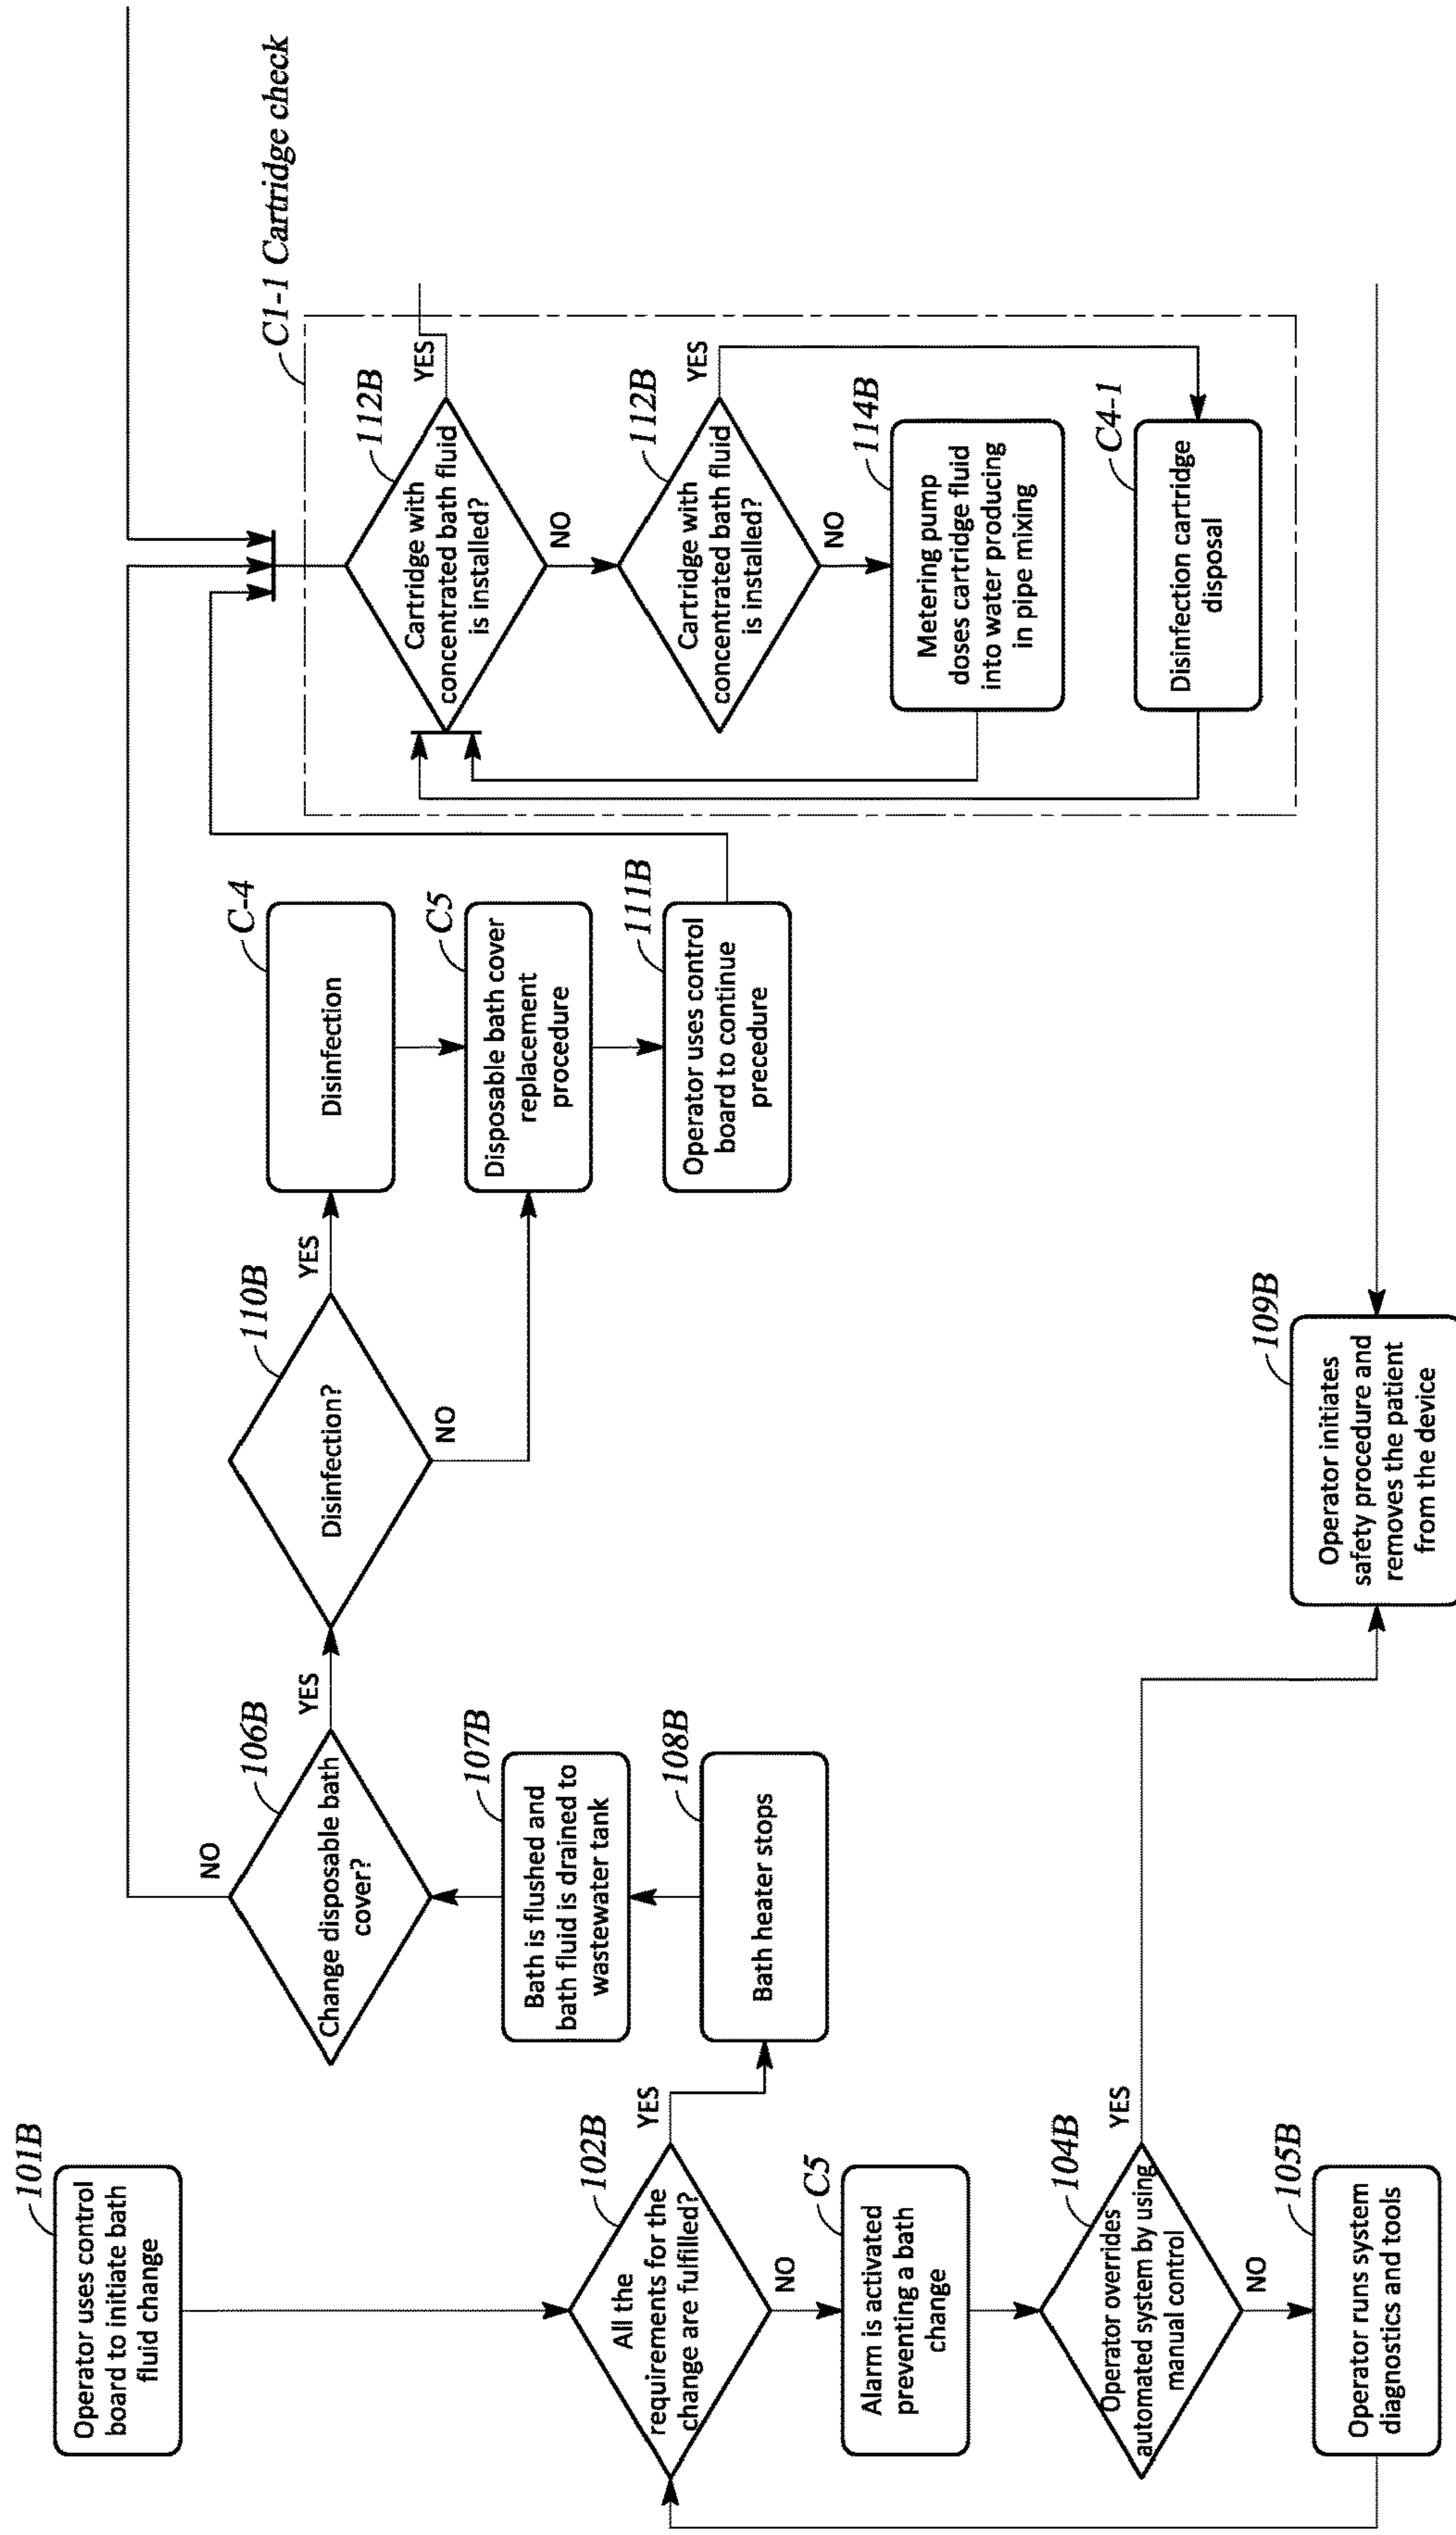 101B
Operator uses control
board to initiate bath
fluid change
102B
All the
requirements for the
change are fulfilled?
YES
NO
C5
Alarm is activated
preventing a bath
change
104B
Operator overrides
automated system by using
manual control
YES
NO
105B
Operator runs system
diagnostics and tools
106B
Change disposable bath
cover?
NO
YES
107B
Bath is flushed and
bath fluid is drained to
wastewater tank
108B
Bath heater stops
110B
Disinfection?
YES
NO
109B
Operator initiates
safety procedure and
removes the patient
from the device
C-4
Disinfection
C5
Disposable bath cover
replacement
procedure
111B
Operator uses control
board to continue
precedure
C1-1 Cartridge check
112B
Cartridge with
concentrated bath fluid
is installed?
YES
NO
112B
Cartridge with
concentrated bath fluid
is installed?
YES
NO
114B
Metering pump
doses cartridge fluid
into water producing
in pipe mixing
C4-1
Disinfection cartridge
disposal